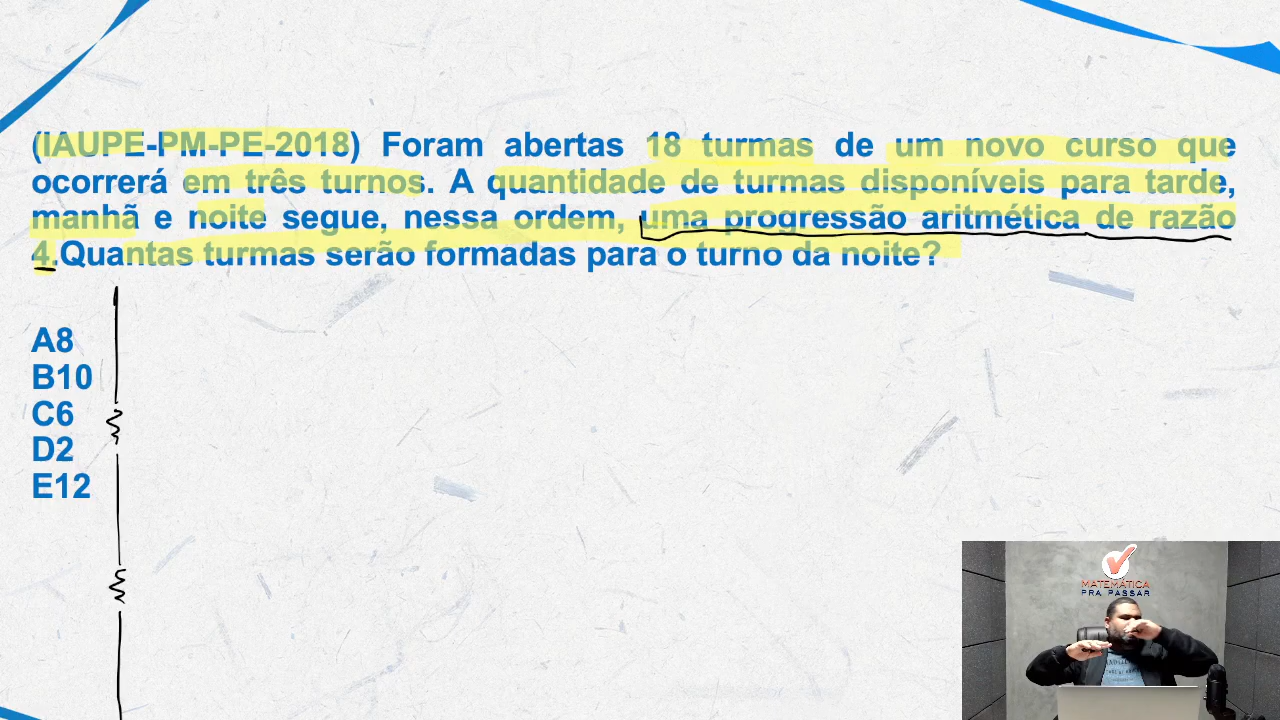 (IAUPE-PM-PE-2018) Foram abertas 18 turmas de um novo curso que
ocorrerá em três turnos. A quantidade de turmas disponíveis para tarde,
manhã e noite segue, nessa ordem, uma progressão aritmética de razão
4.Quantas turmas serão formadas para o turno da noite?
A8
B10
C6
D2
E12
MATEMÁTICA
PRA PASSAR